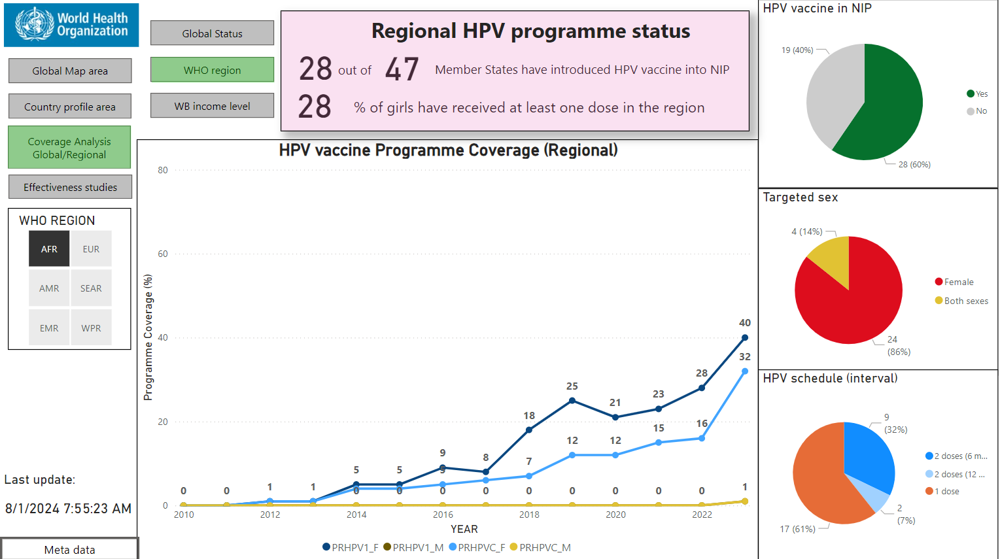 World Health
Organization
Global Map area
Country profile area
Coverage Analysis
Global/Regional
Effectiveness studies
Global Status
WHO region
WB income level
Regional HPV programme status
28 out of 47 Member States have introduced HPV vaccine into NIP
28 % of girls have received at least one dose in the region
WHO REGION
AFR EUR
AMR SEAR
EMR WPR
Last update:
8/1/2024 7:55:23 AM
Meta data
HPV vaccine Programme Coverage (Regional)
Programme Coverage (%)
80
60
40
20
0
40
32
28
25
23
21
18
16
15
12
12
9
8
7
5
5
5
0
0
1
1
0
0
0
0
0
0
0
0
0
1
2010 2012 2014 2016 2018 2020 2022
YEAR
PRHPV1_F PRHPV1_M PRHPVC_F PRHPVC_M
HPV vaccine in NIP
19 (40%)
28 (60%)
Yes
No
Targeted sex
4 (14%)
24
(86%)
Female
Both sexes
HPV schedule (interval)
9
(32%)
2
(7%)
17 (61%)
2 doses (6 m...
2 doses (12 ...
1 dose